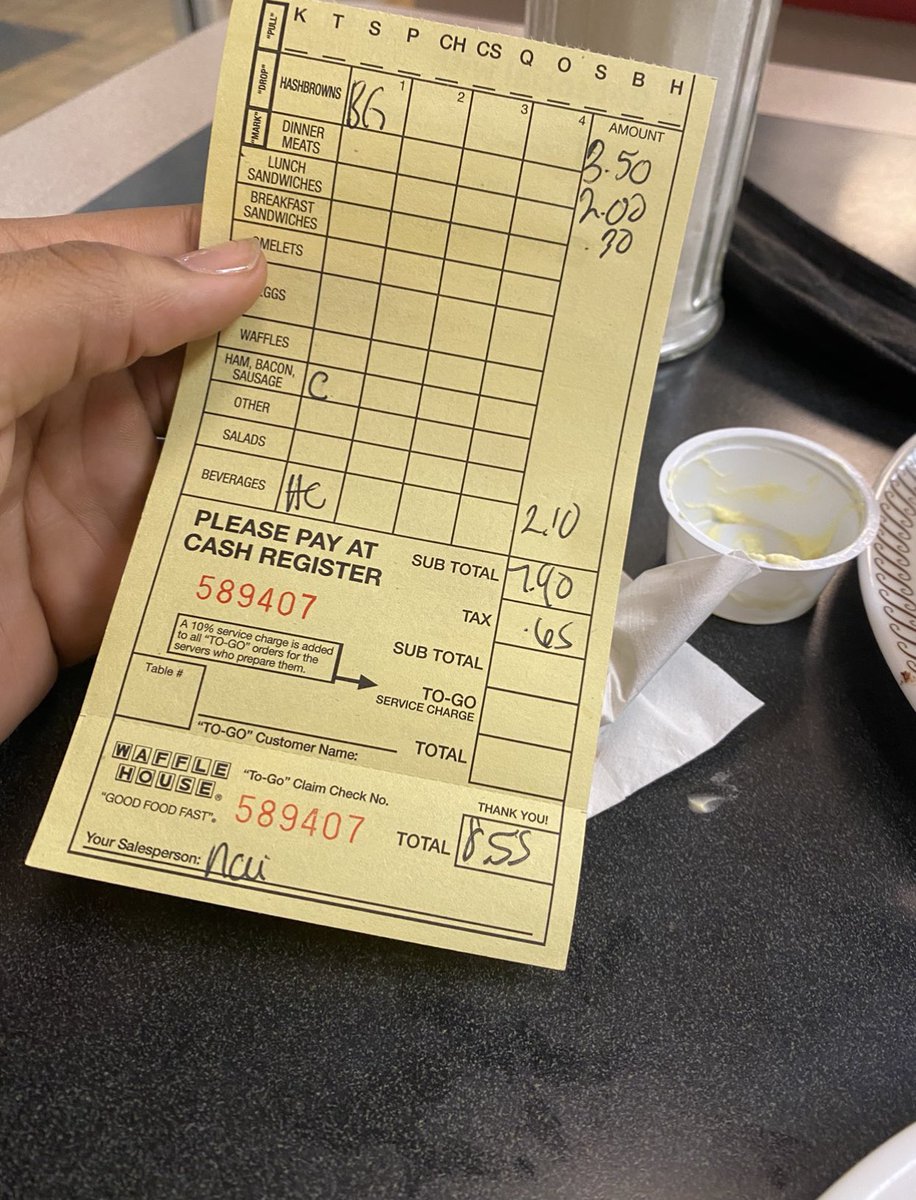 "PULL" K T S P CH CS Q O S B H
"DROP" HASHBROWNS BG 1 2 3 4 AMOUNT
"MARK" DINNER
MEATS 3.50
LUNCH
SANDWICHES 2.00
BREAKFAST
SANDWICHES .30
OMELETS
EGGS
WAFFLES
HAM, BACON,
SAUSAGE C
OTHER
SALADS
BEVERAGES HC 2.10
PLEASE PAY AT
CASH REGISTER
SUB TOTAL 7.90
589407
TAX .65
A 10% service charge is added
to all "TO-GO" orders for the
servers who prepare them.
SUB TOTAL
TO-GO
SERVICE CHARGE
Table #
"TO-GO" Customer Name:
TOTAL
WAFFLE
HOUSE®
"GOOD FOOD FAST"®
"To-Go" Claim Check No.
589407
THANK YOU!
TOTAL 8.55
Your Salesperson: nai